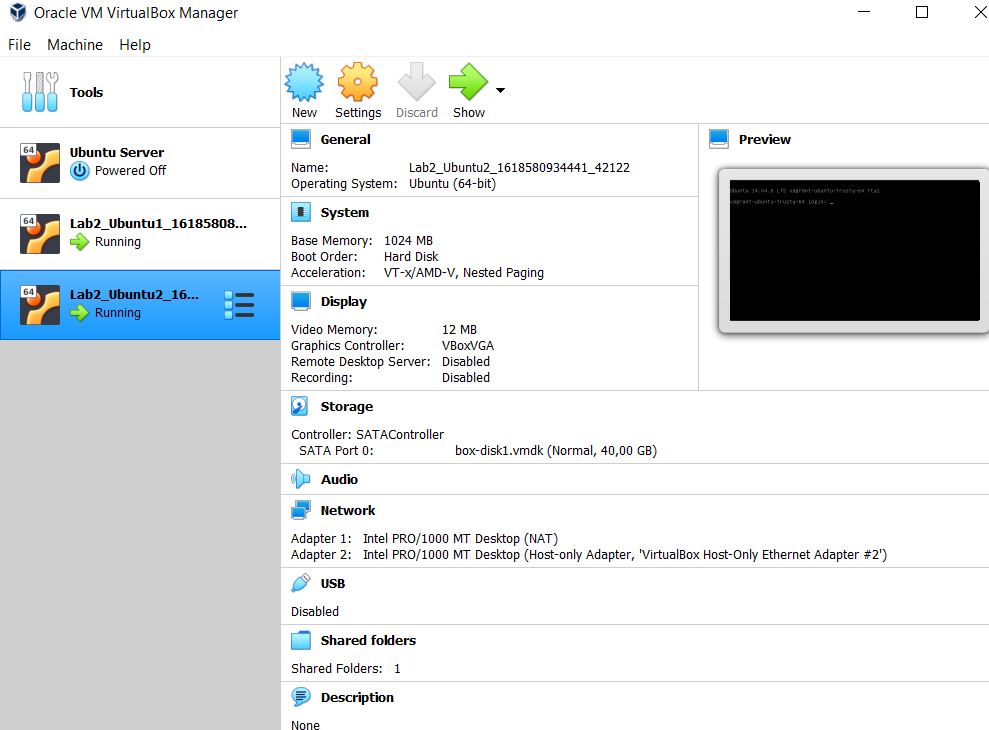 Oracle VM VirtualBox Manager
File Machine Help
Tools
New Settings Discard Show
64
Ubuntu Server
Powered Off
64
Lab2_Ubuntu1_16185808...
Running
64
Lab2_Ubuntu2_16...
Running
General
Name: Lab2_Ubuntu2_1618580934441_42122
Operating System: Ubuntu (64-bit)
System
Base Memory: 1024 MB
Boot Order: Hard Disk
Acceleration: VT-x/AMD-V, Nested Paging
Display
Video Memory: 12 MB
Graphics Controller: VBoxVGA
Remote Desktop Server: Disabled
Recording: Disabled
Preview
Ubuntu 14.04.6 LTS vagrant-ubuntu-trusty-64 tty1
vagrant-ubuntu-trusty-64 login: _
Storage
Controller: SATAController
SATA Port 0: box-disk1.vmdk (Normal, 40,00 GB)
Audio
Network
Adapter 1: Intel PRO/1000 MT Desktop (NAT)
Adapter 2: Intel PRO/1000 MT Desktop (Host-only Adapter, 'VirtualBox Host-Only Ethernet Adapter #2')
USB
Disabled
Shared folders
Shared Folders: 1
Description
None